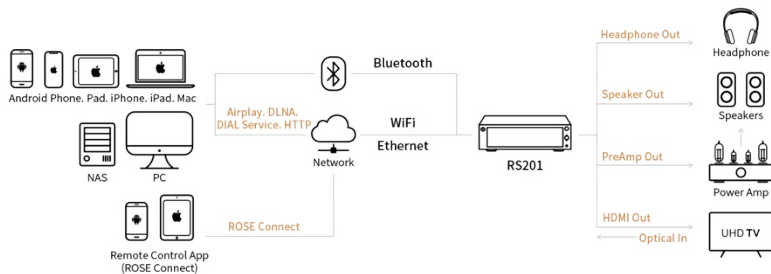 Android Phone. Pad. iPhone. iPad. Mac
NAS
PC
Remote Control App
(ROSE Connect)
Airplay. DLNA.
DIAL Service. HTTP
ROSE Connect
Bluetooth
Network
WiFi
Ethernet
RS201
Headphone Out
Headphone
Speaker Out
Speakers
PreAmp Out
Power Amp
HDMI Out
Optical In
UHD TV